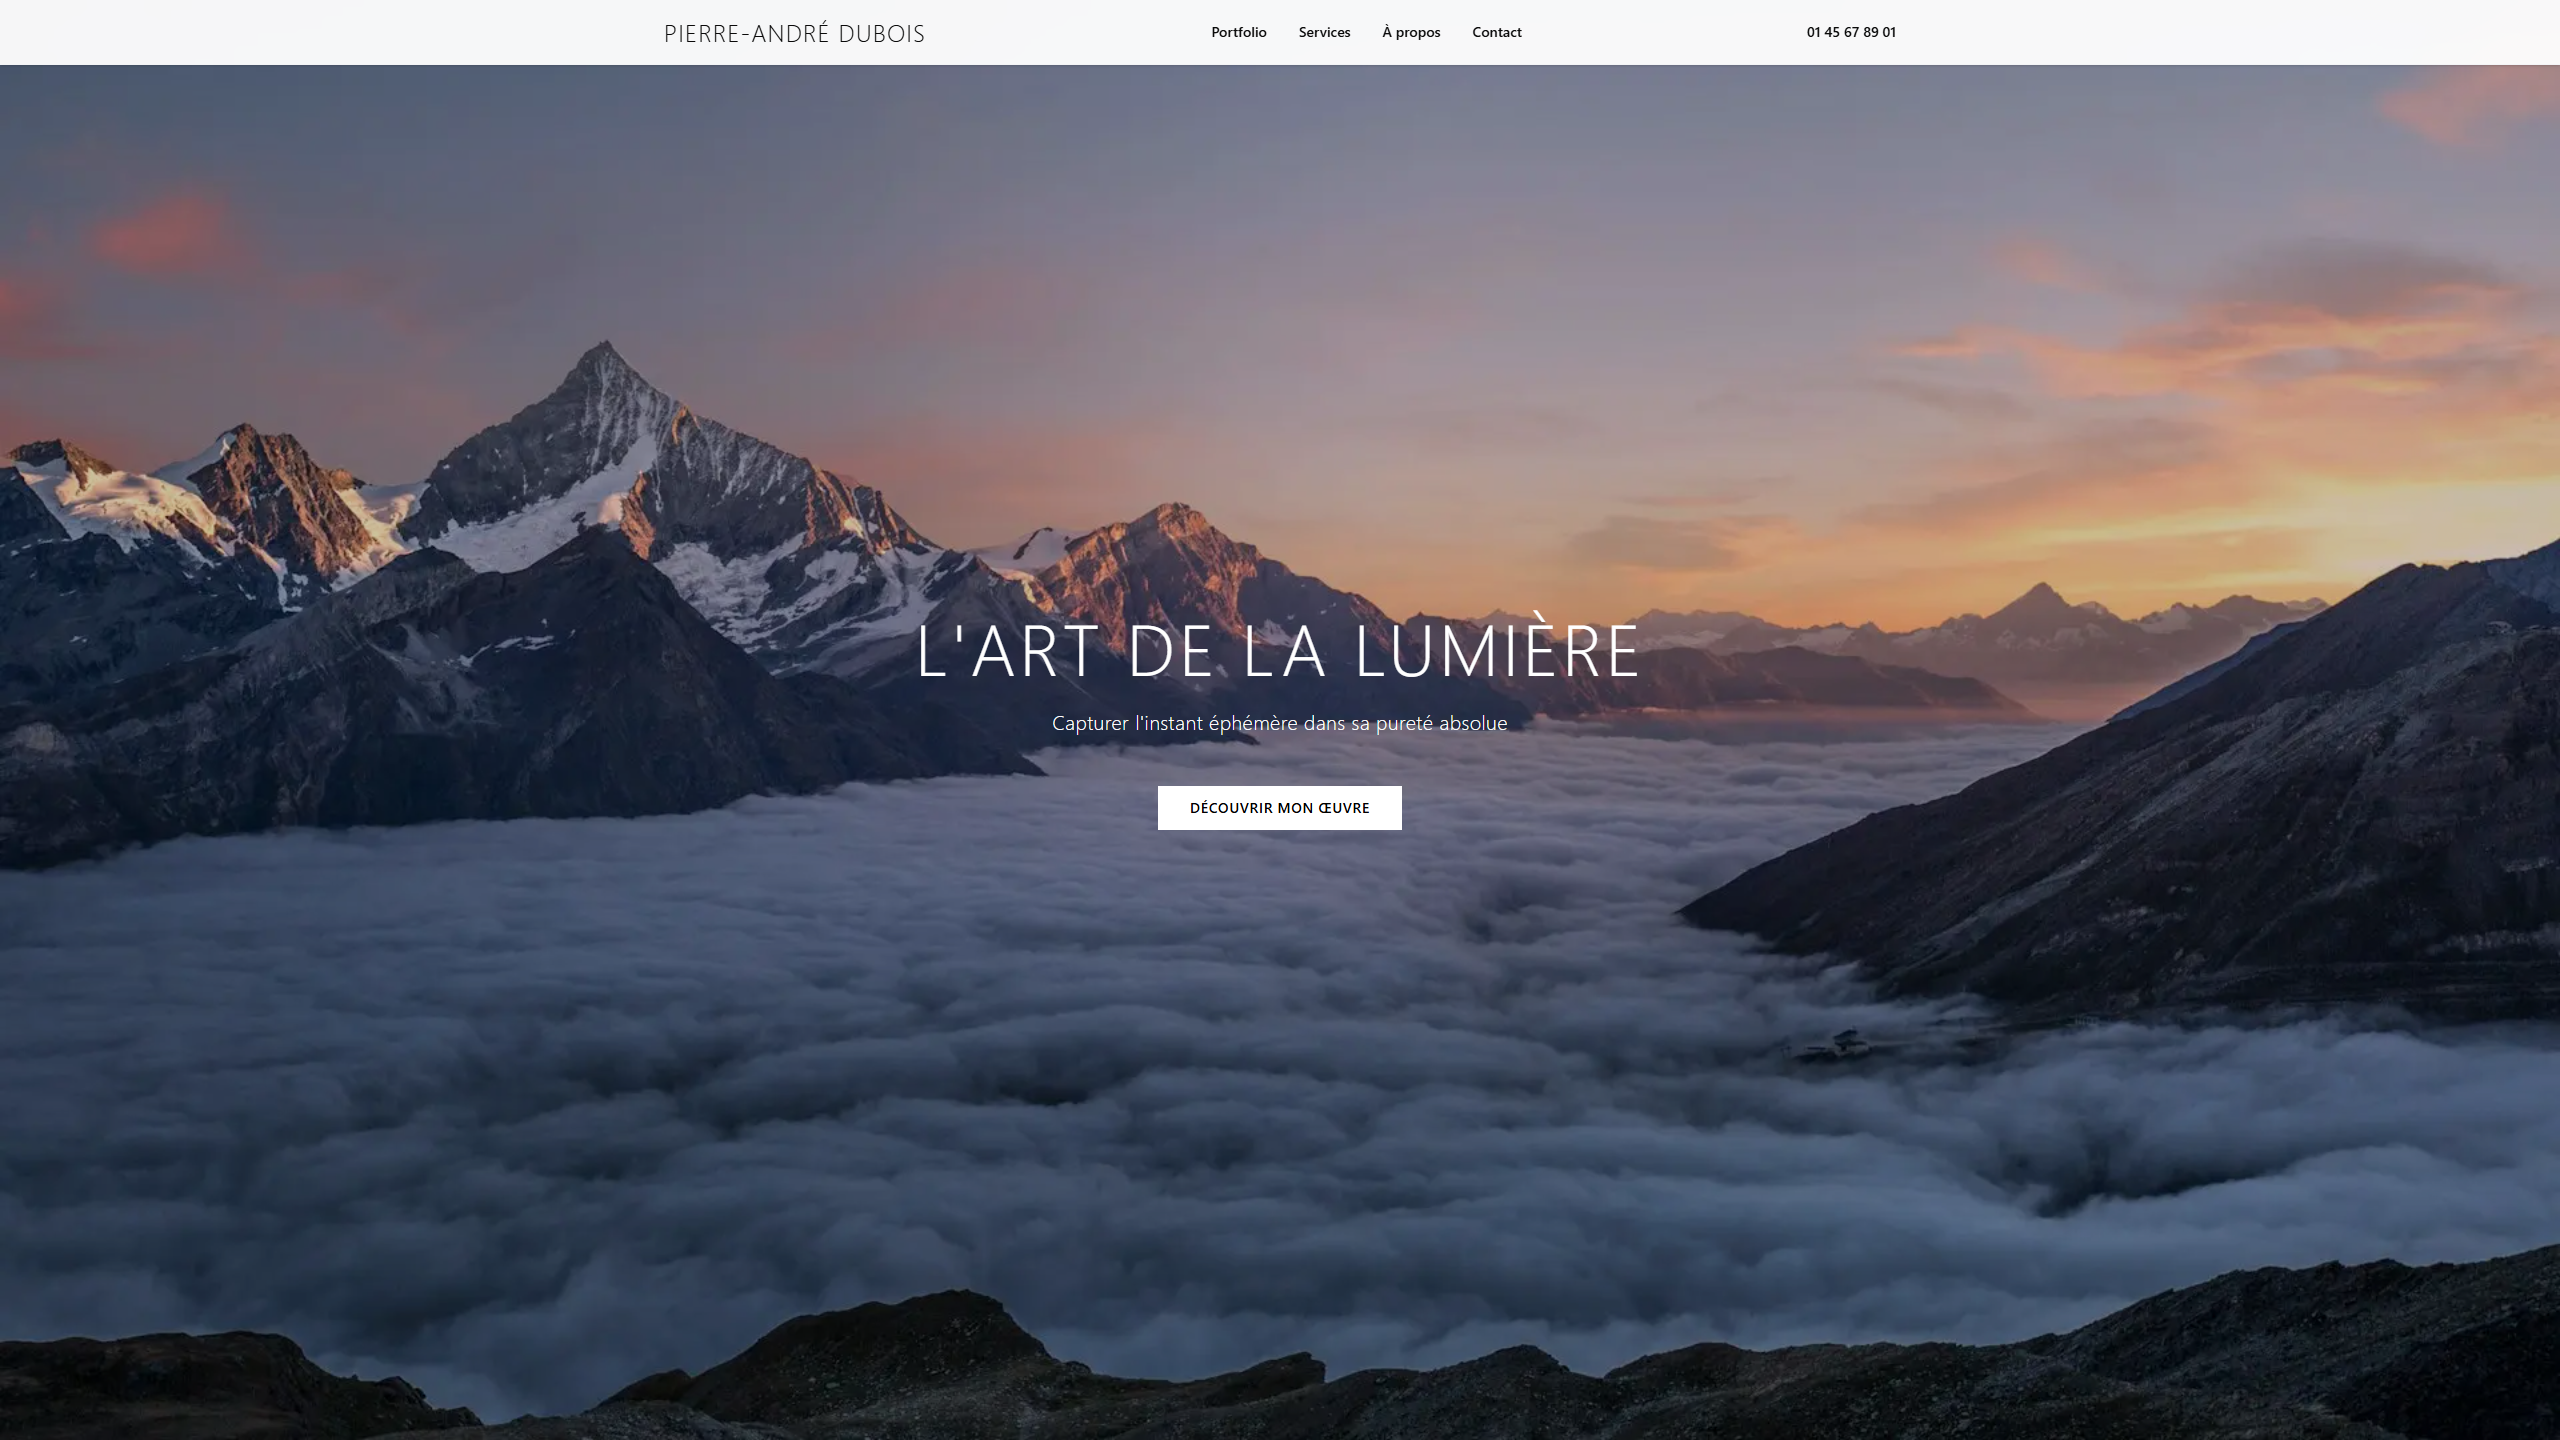 PIERRE-ANDRÉ DUBOIS
Portfolio
Services
À propos
Contact
01 45 67 89 01
L'ART DE LA LUMIÈRE
Capturer l'instant éphémère dans sa pureté absolue
DÉCOUVRIR MON ŒUVRE